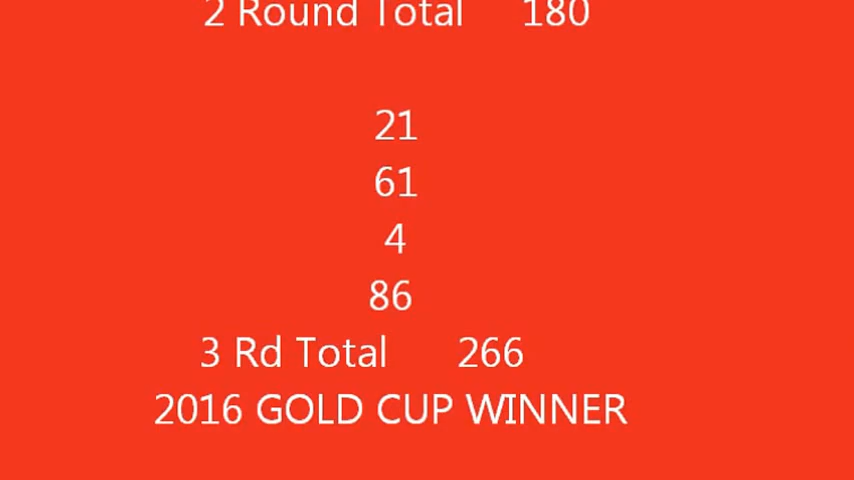 2 Round Total 180
21
61
4
86
3 Rd Total 266
2016 GOLD CUP WINNER